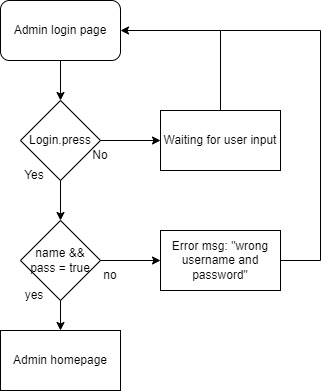 Admin login page
Login.press
Waiting for user input
No
Yes
name &&
pass = true
Error msg: "wrong
username and
password"
no
yes
Admin homepage